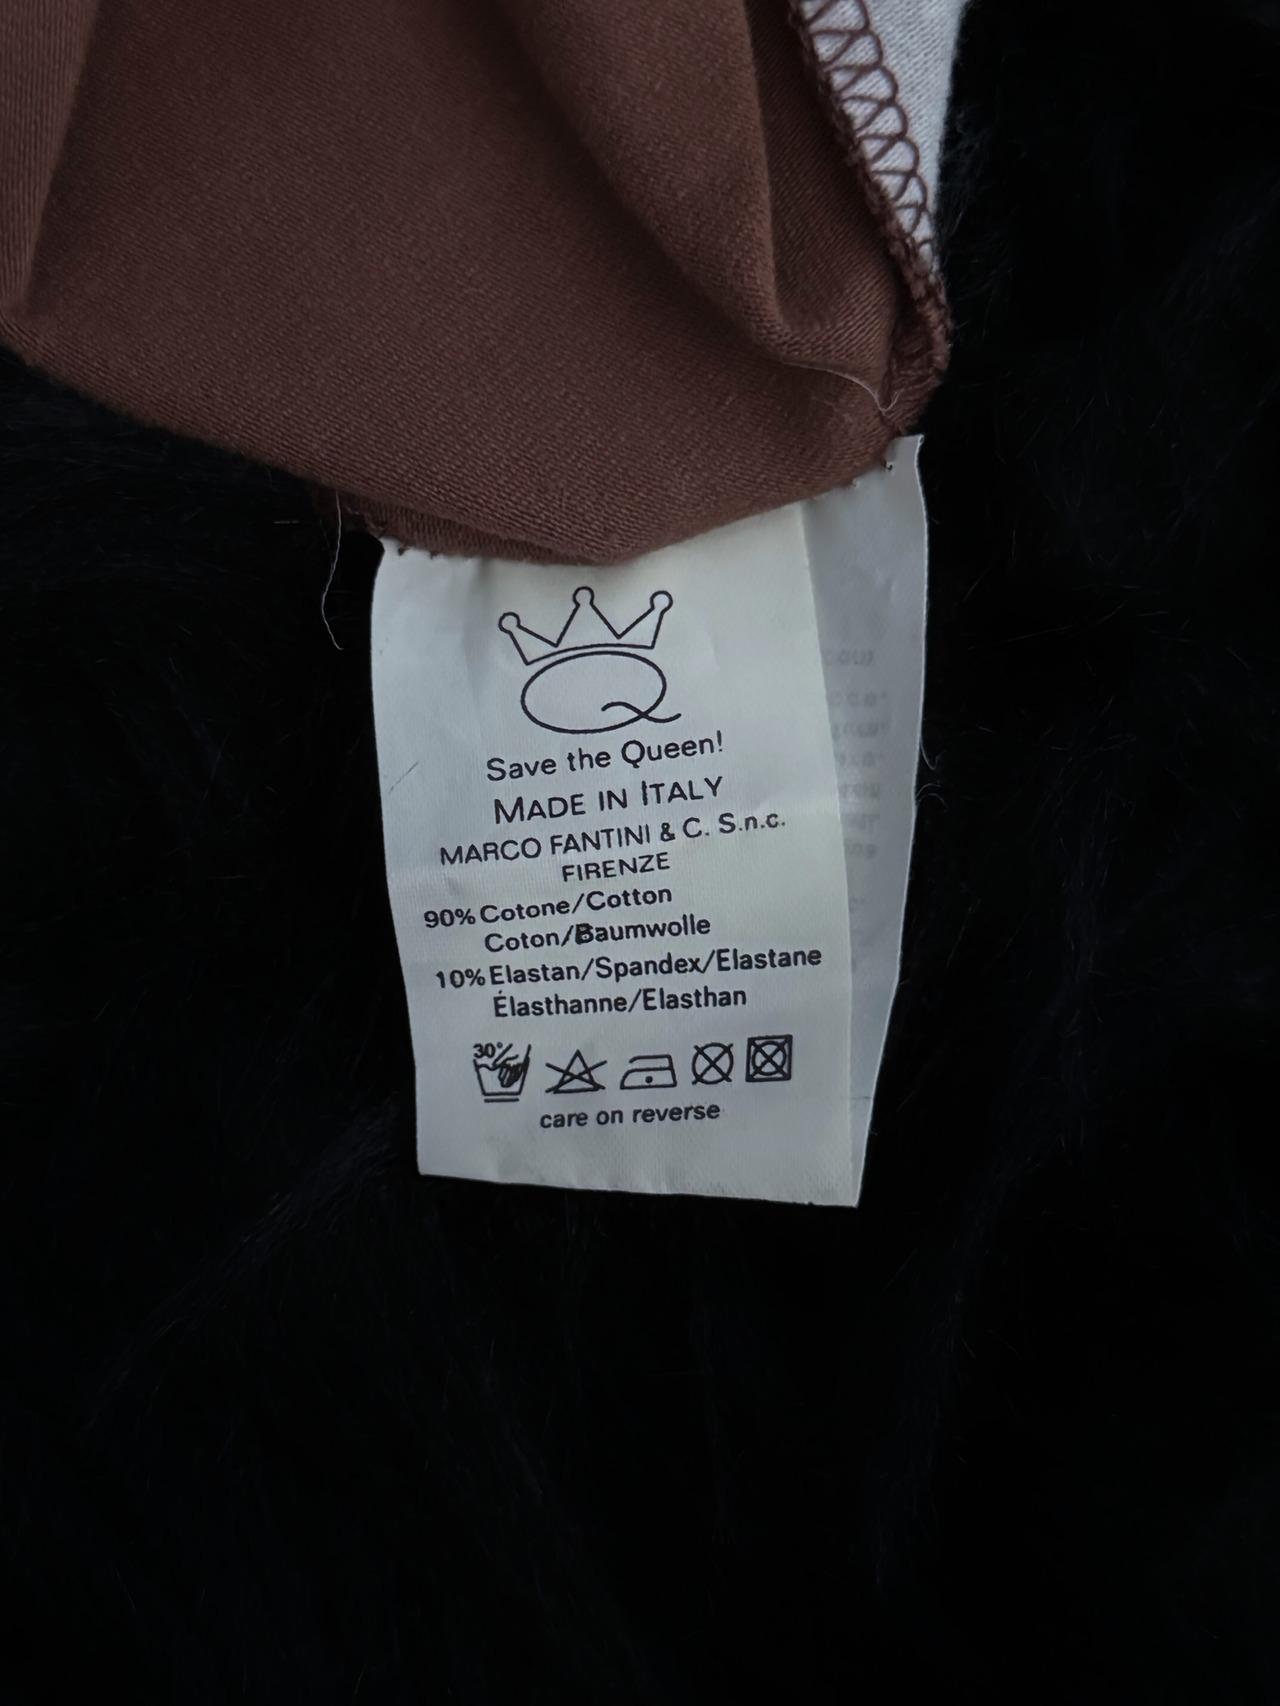 Q
Save the Queen!
MADE IN ITALY
MARCO FANTINI & C. S.n.c.
FIRENZE
90% Cotone/Cotton
Coton/Baumwolle
10% Elastan/Spandex/Elastane
Élasthanne/Elasthan
30°
care on reverse